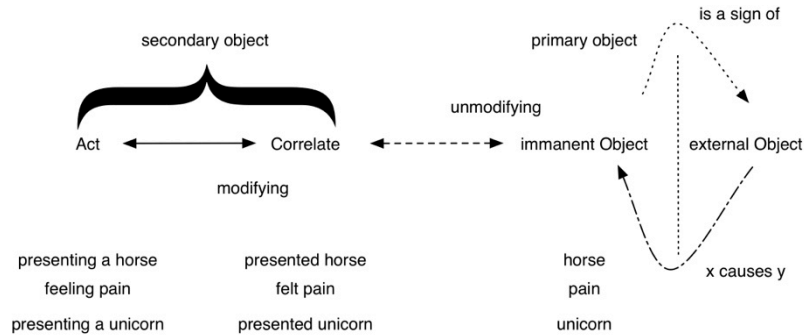 is a sign of
secondary object
primary object
unmodifying
Act
Correlate
immanent Object
external Object
modifying
presenting a horse
presented horse
horse
feeling pain
felt pain
pain
x causes y
presenting a unicorn
presented unicorn
unicorn